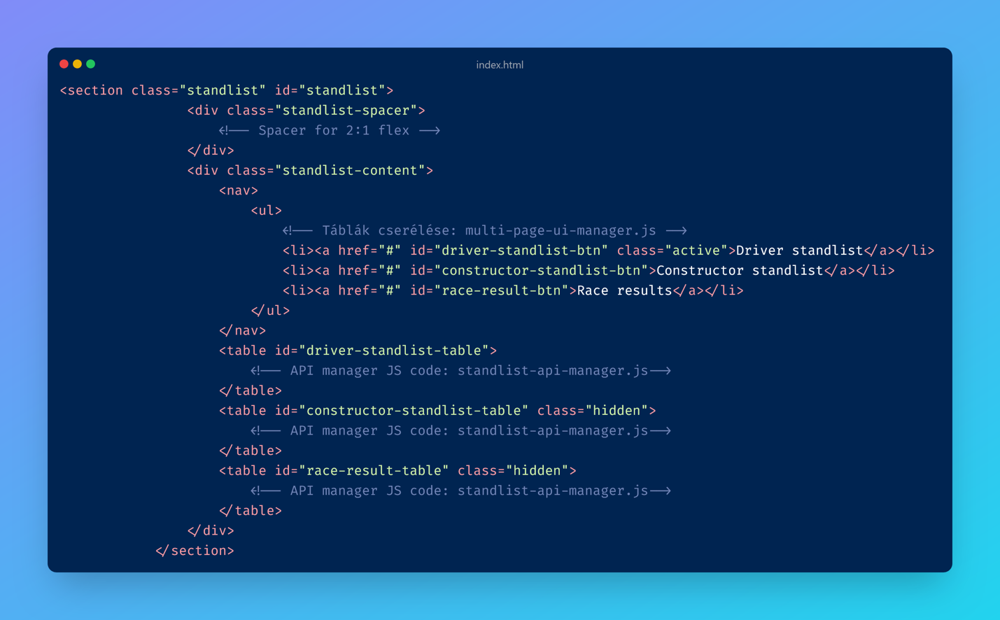 index.html
<section class="standlist" id="standlist">
<div class="standlist-spacer">
<!-- Spacer for 2:1 flex -->
</div>
<div class="standlist-content">
<nav>
<ul>
<!-- Táblák cserélése: multi-page-ui-manager.js -->
<li><a href="#" id="driver-standlist-btn" class="active">Driver standlist</a></li>
<li><a href="#" id="constructor-standlist-btn">Constructor standlist</a></li>
<li><a href="#" id="race-result-btn">Race results</a></li>
</ul>
</nav>
<table id="driver-standlist-table">
<!-- API manager JS code: standlist-api-manager.js-->
</table>
<table id="constructor-standlist-table" class="hidden">
<!-- API manager JS code: standlist-api-manager.js-->
</table>
<table id="race-result-table" class="hidden">
<!-- API manager JS code: standlist-api-manager.js-->
</table>
</div>
</section>